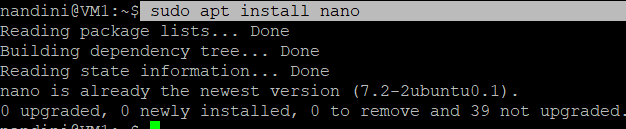 nandini@VM1:~$ sudo apt install nano
Reading package lists... Done
Building dependency tree... Done
Reading state information... Done
nano is already the newest version (7.2-2ubuntu0.1).
0 upgraded, 0 newly installed, 0 to remove and 39 not upgraded.
nandini@VM1:~$